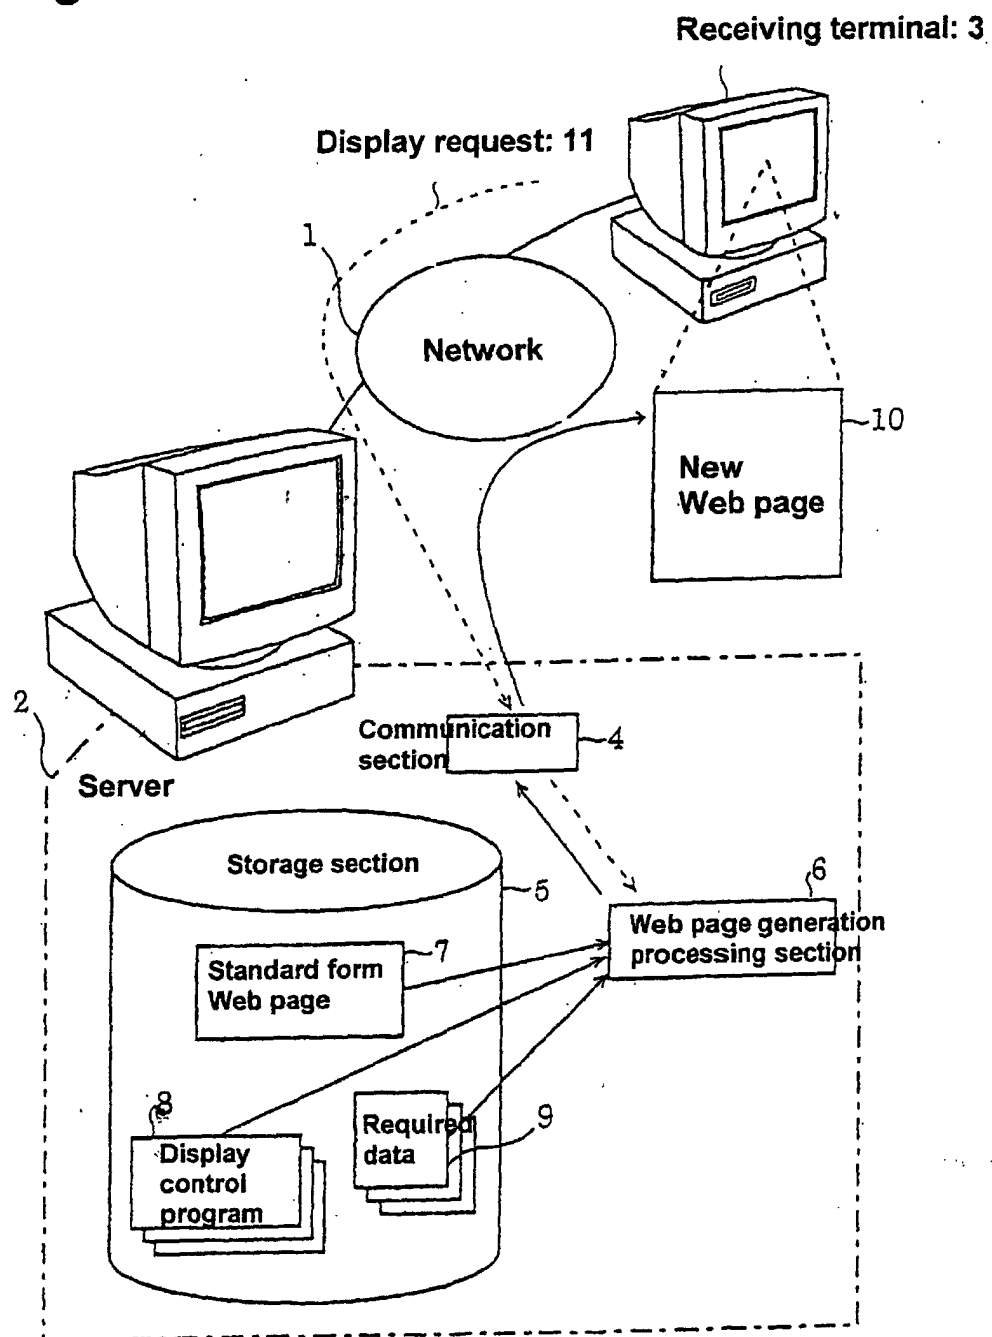 Receiving terminal: 3
Display request: 11
1
Network
10
New
Web page
2
Server
Communication
section
4
Storage section
5
6
Web page generation
processing section
7
Standard form
Web page
8
Display
control
program
Required
data
9